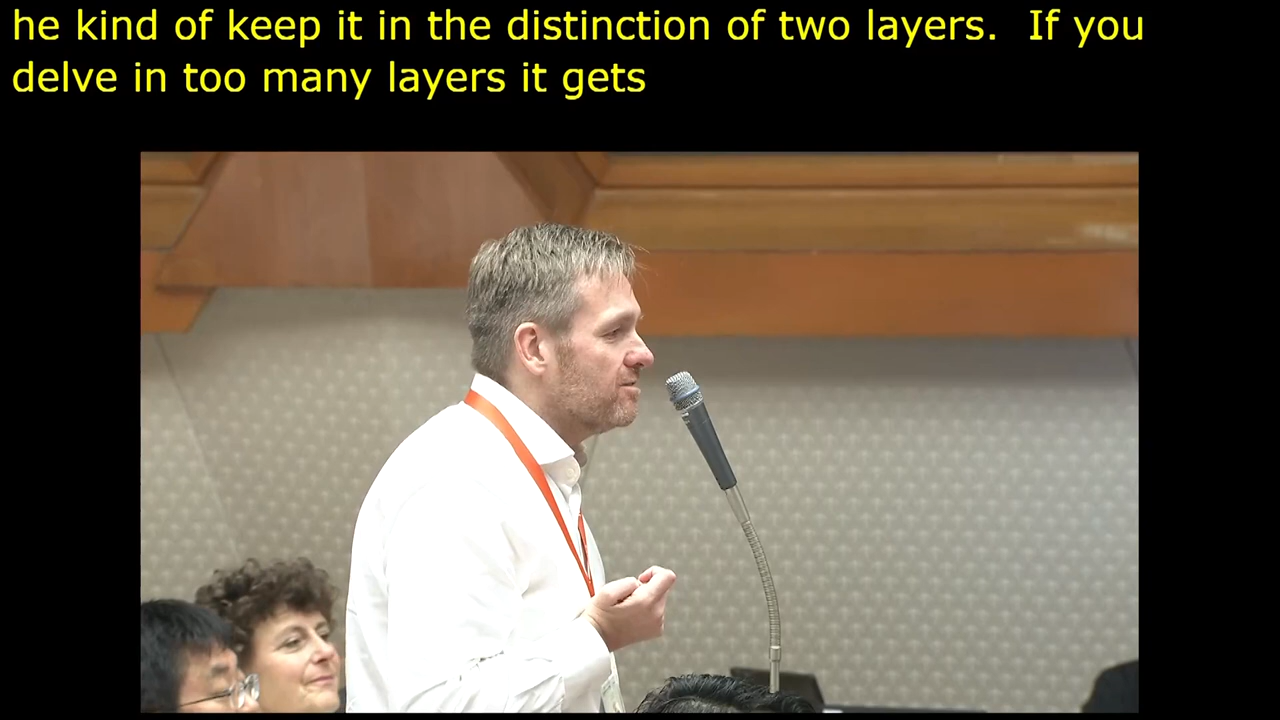 he kind of keep it in the distinction of two layers.  If you
delve in too many layers it gets